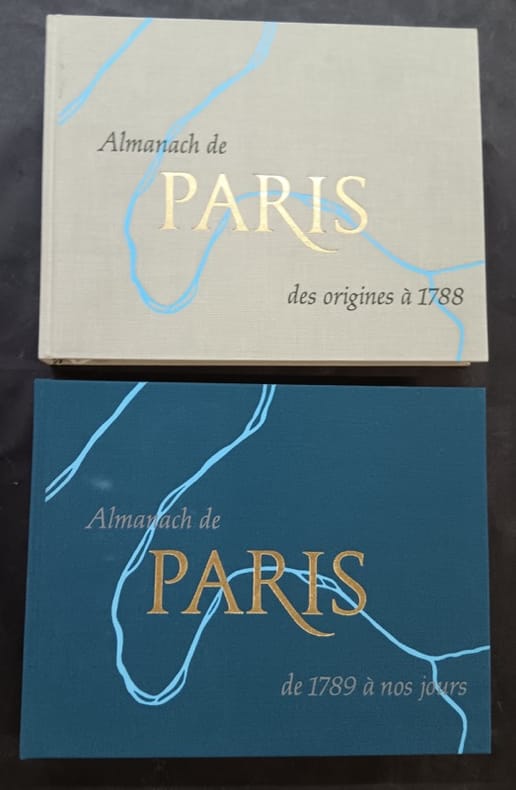 Almanach de
PARIS
des origines à 1788
Almanach de
PARIS
de 1789 à nos jours